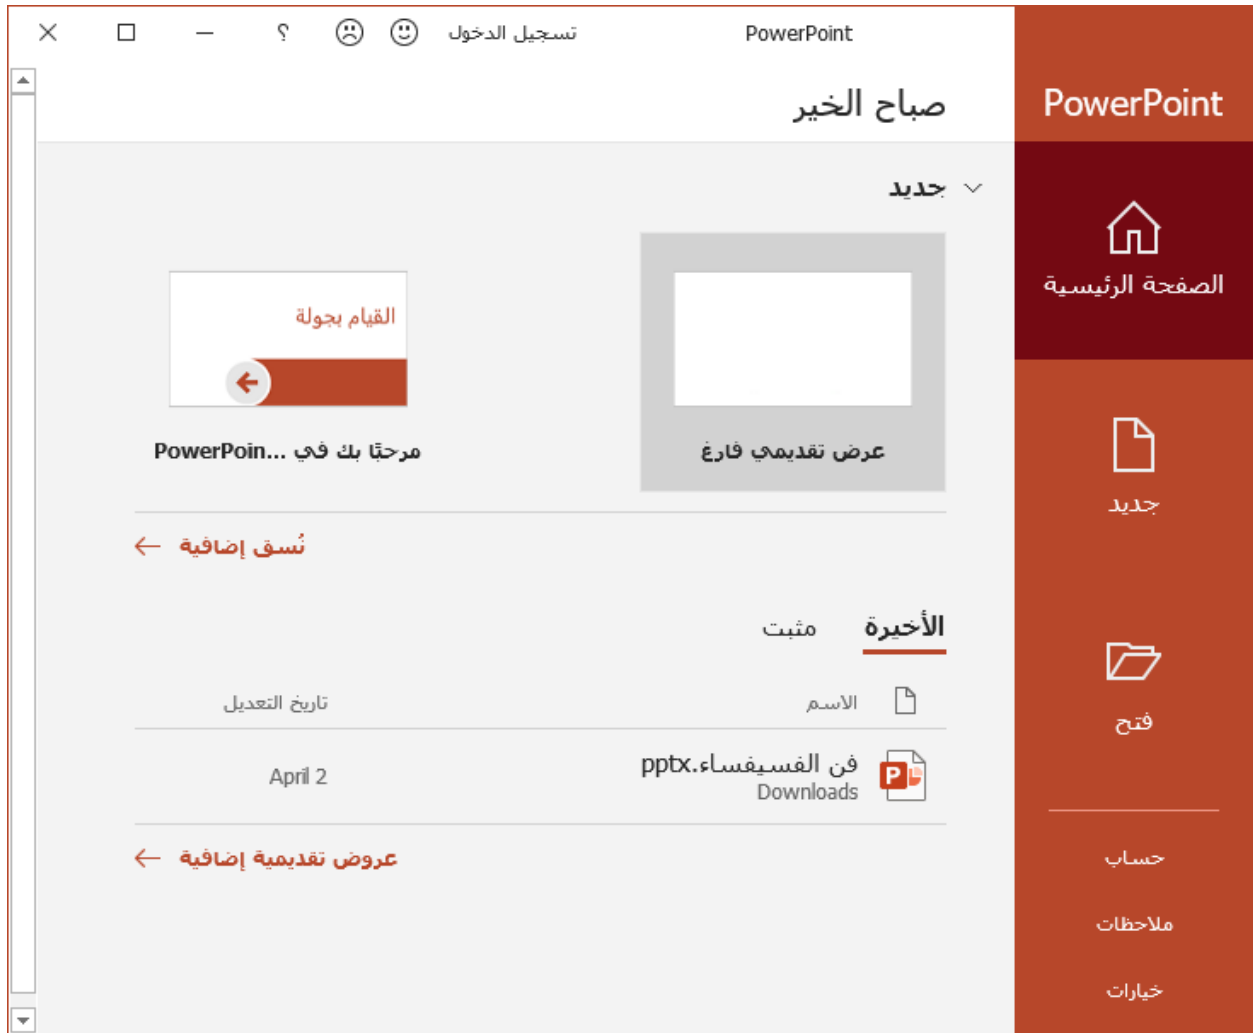 PowerPoint
تسجيل الدخول
؟
PowerPoint
الصفحة الرئيسية
جديد
فتح
حساب
ملاحظات
خيارات
صباح الخير
جديد
عرض تقديمي فارغ
القيام بجولة
مرحبًا بك في ...PowerPoin
نُسق إضافية
الأخيرة مثبت
الاسم تاريخ التعديل
فن الفسيفساء.pptx
Downloads
April 2
عروض تقديمية إضافية